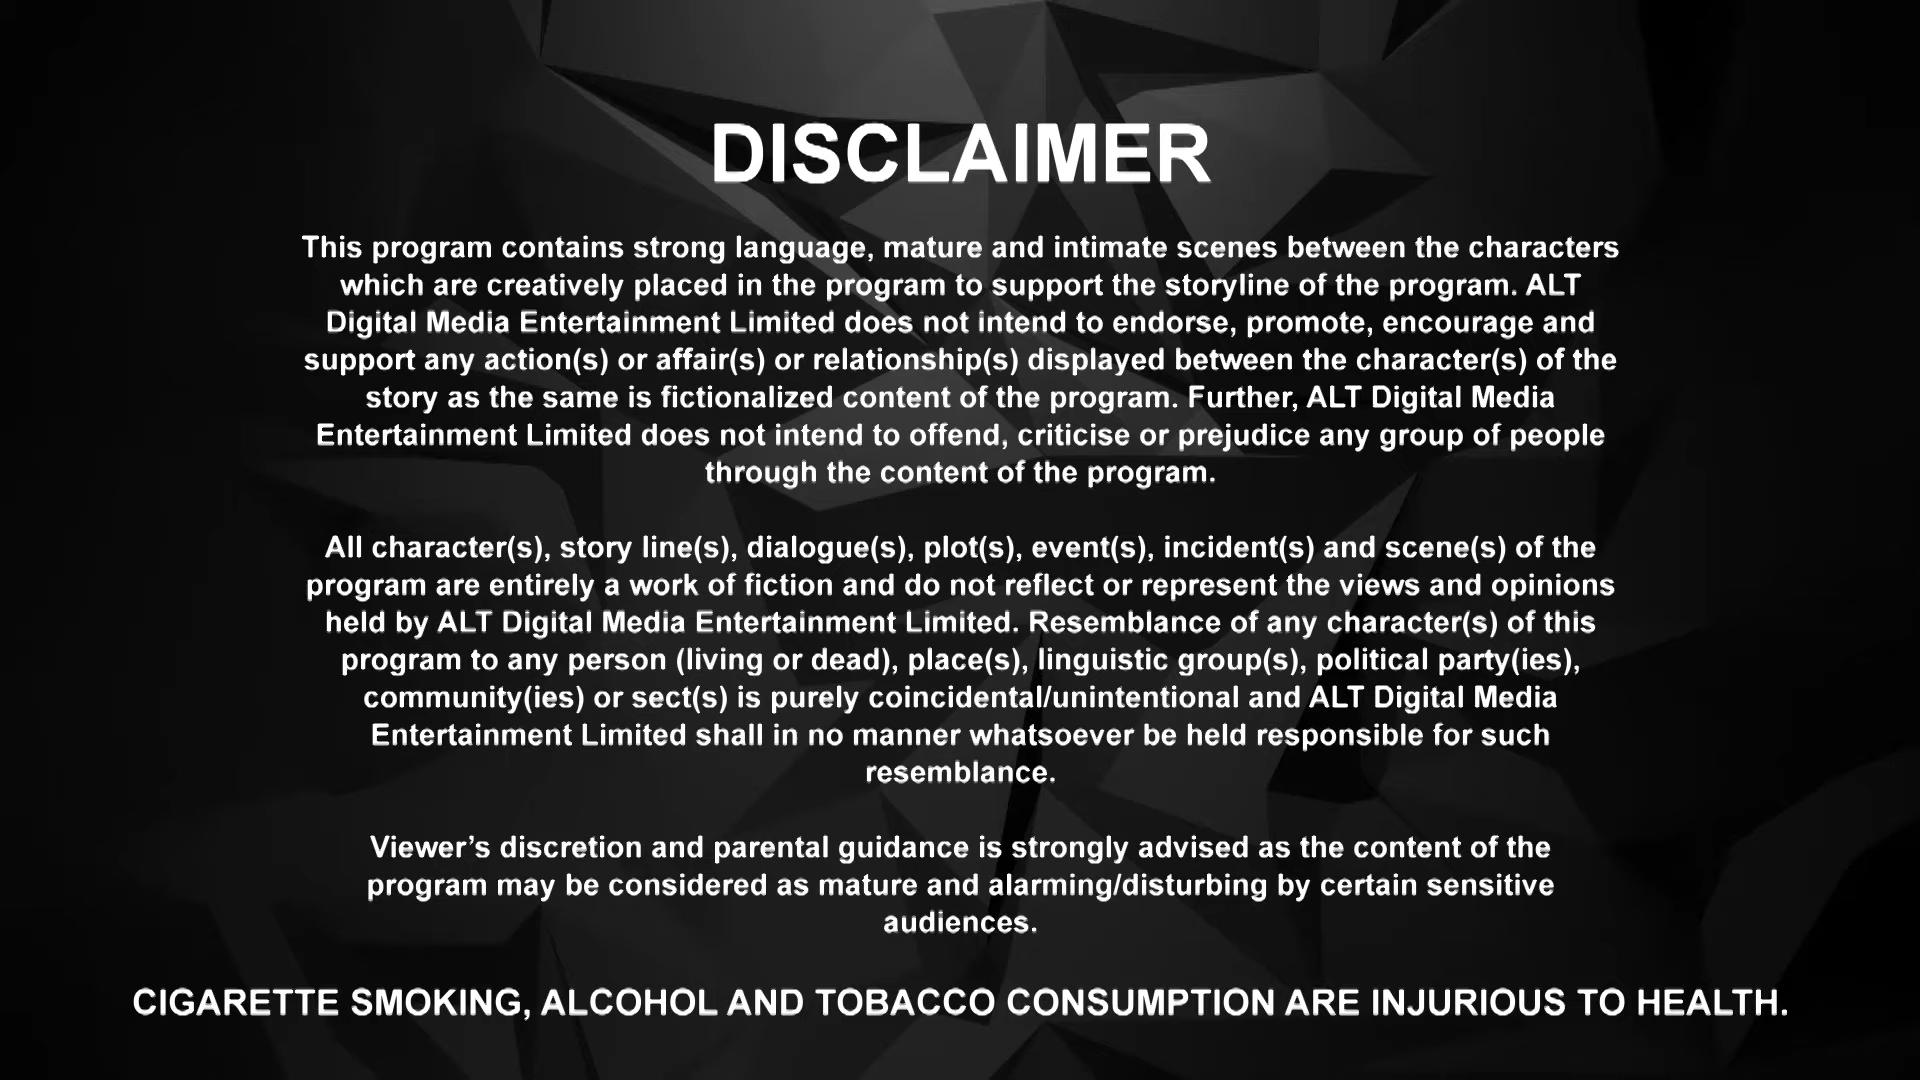 DISCLAIMER
This program contains strong language, mature and intimate scenes between the characters
which are creatively placed in the program to support the storyline of the program. ALT
Digital Media Entertainment Limited does not intend to endorse, promote, encourage and
support any action(s) or affair(s) or relationship(s) displayed between the character(s) of the
story as the same is fictionalized content of the program. Further, ALT Digital Media
Entertainment Limited does not intend to offend, criticise or prejudice any group of people
through the content of the program.
All character(s), story line(s), dialogue(s), plot(s), event(s), incident(s) and scene(s) of the
program are entirely a work of fiction and do not reflect or represent the views and opinions
held by ALT Digital Media Entertainment Limited. Resemblance of any character(s) of this
program to any person (living or dead), place(s), linguistic group(s), political party(ies),
community(ies) or sect(s) is purely coincidental/unintentional and ALT Digital Media
Entertainment Limited shall in no manner whatsoever be held responsible for such
resemblance.
Viewer’s discretion and parental guidance is strongly advised as the content of the
program may be considered as mature and alarming/disturbing by certain sensitive
audiences.
CIGARETTE SMOKING, ALCOHOL AND TOBACCO CONSUMPTION ARE INJURIOUS TO HEALTH.